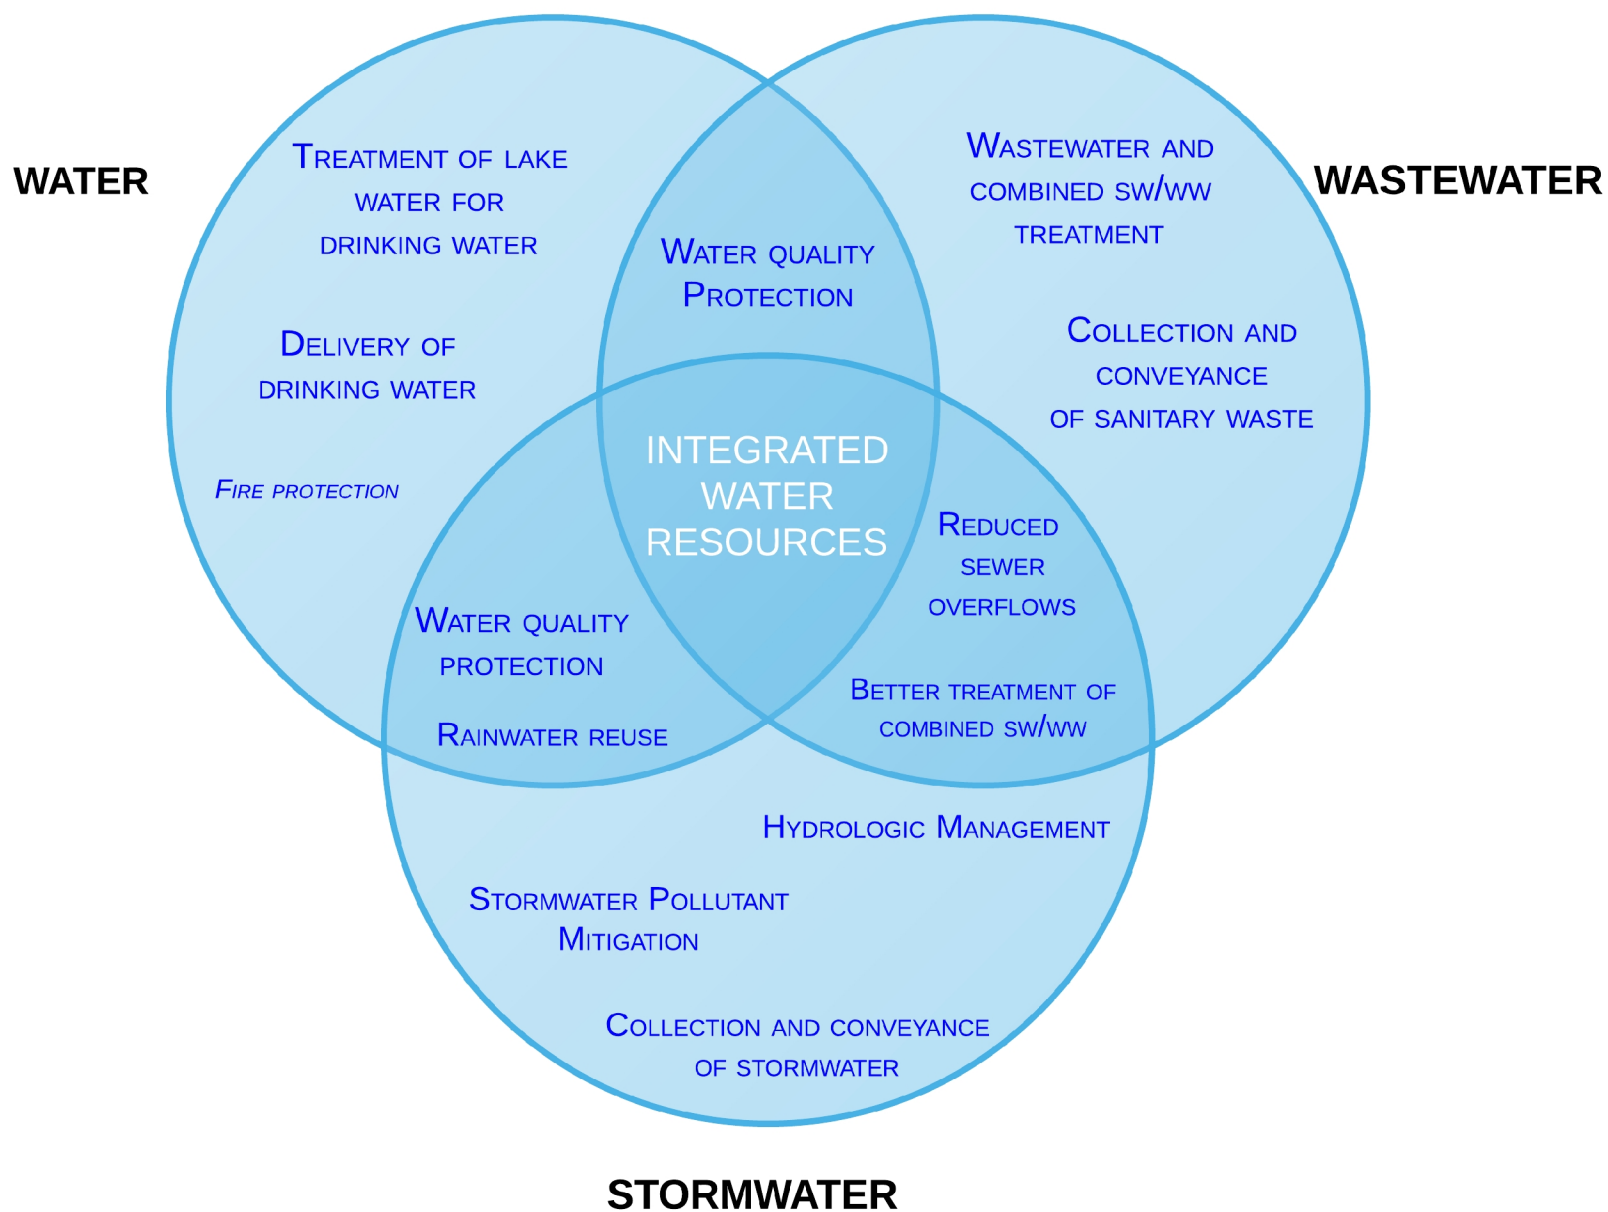 WATER
TREATMENT OF LAKE
WATER FOR
DRINKING WATER
DELIVERY OF
DRINKING WATER
FIRE PROTECTION
WATER QUALITY
PROTECTION
WASTEWATER AND
COMBINED SW/WW
TREATMENT
WASTEWATER
COLLECTION AND
CONVEYANCE
OF SANITARY WASTE
INTEGRATED
WATER
RESOURCES
REDUCED
SEWER
OVERFLOWS
BETTER TREATMENT OF
COMBINED SW/WW
WATER QUALITY
PROTECTION
RAINWATER REUSE
HYDROLOGIC MANAGEMENT
STORMWATER POLLUTANT
MITIGATION
COLLECTION AND CONVEYANCE
OF STORMWATER
STORMWATER